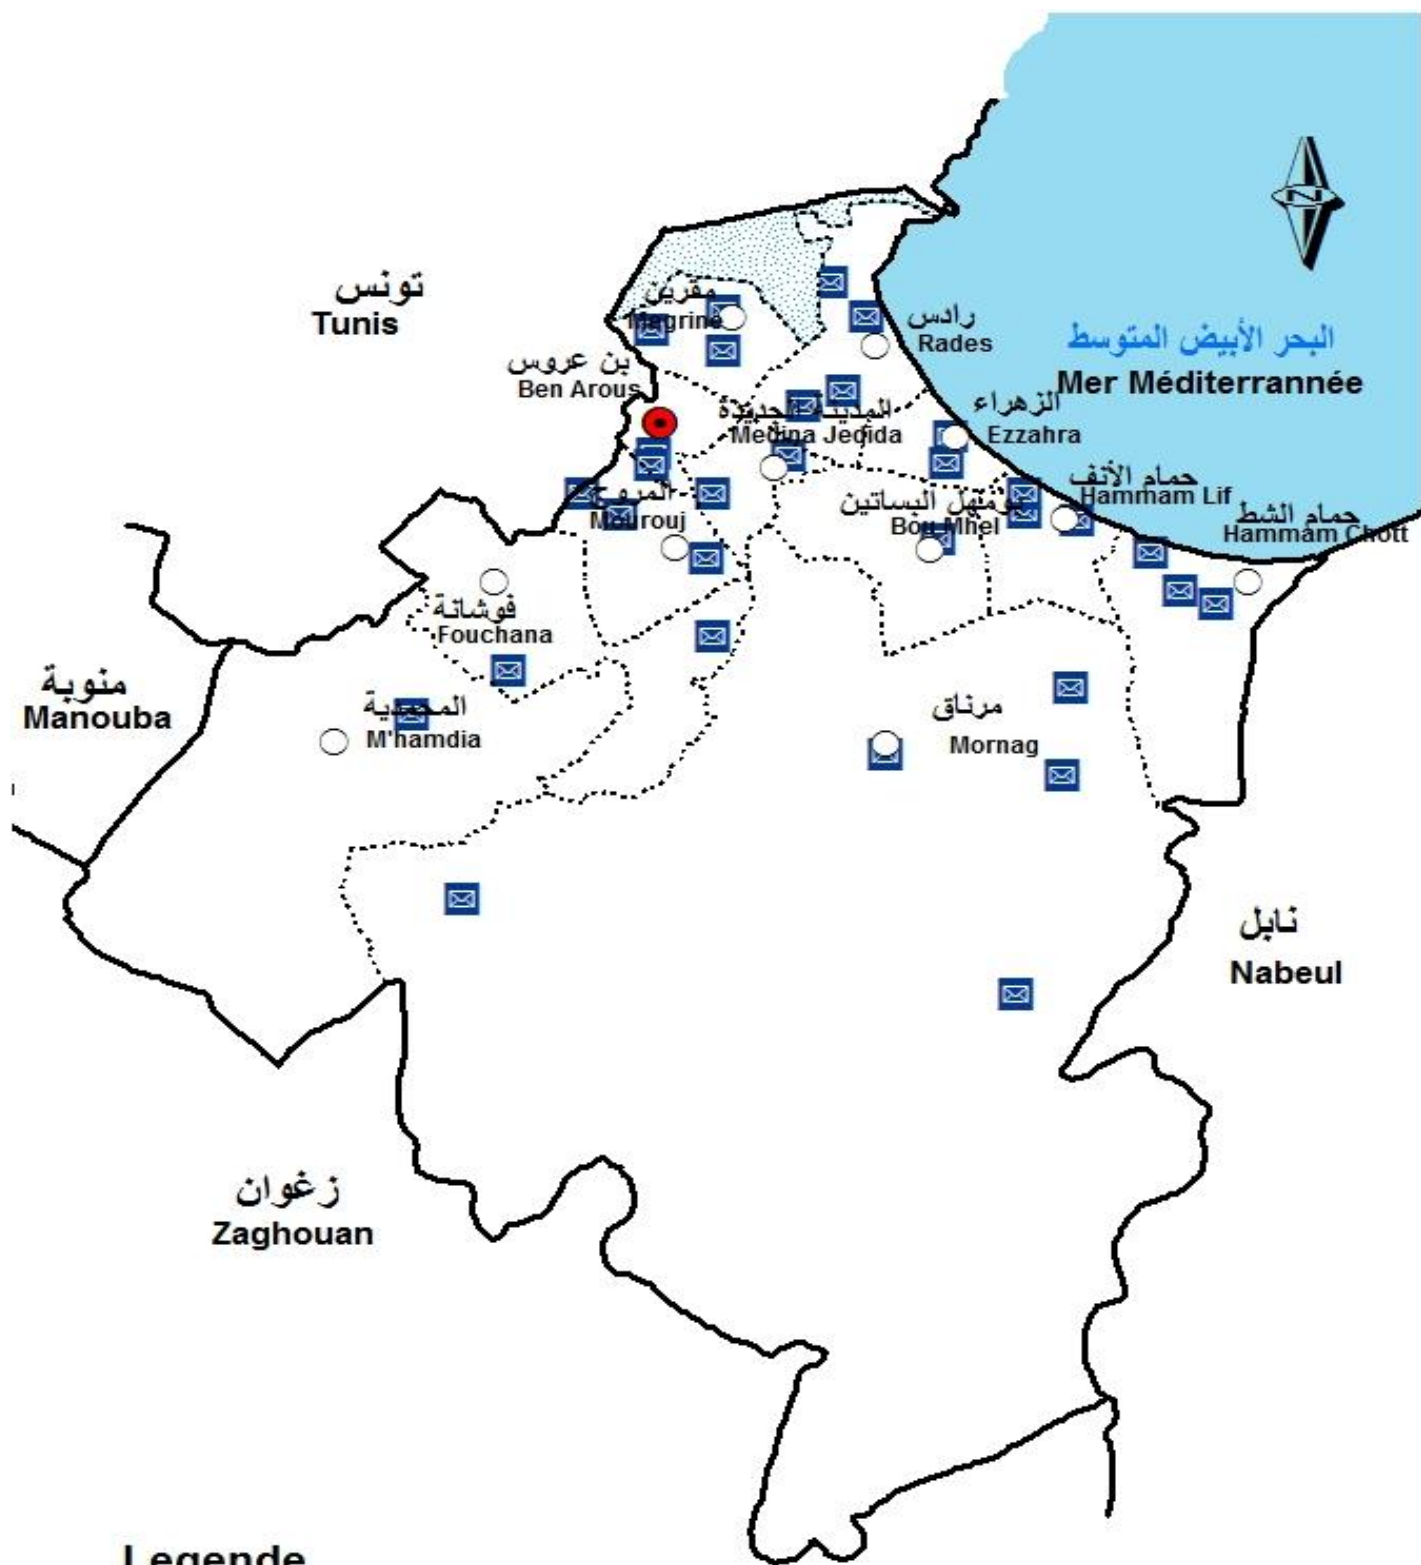 تونس
Tunis
مقرين
Megrine
رادس
Rades
البحر الأبيض المتوسط
Mer Méditerrannée
بن عروس
Ben Arous
المدينة الجديدة
Medina Jedida
الزهراء
Ezzahra
حمام الأنف
Hammam Lif
حمام الشط
Hammam Chott
المروج
Mourouj
بومهل البساتين
Bou Mhel
فوشانة
Fouchana
منوبة
Manouba
المحمدية
M'hamdia
مرناق
Mornag
نابل
Nabeul
زغوان
Zaghouan
Legende
N